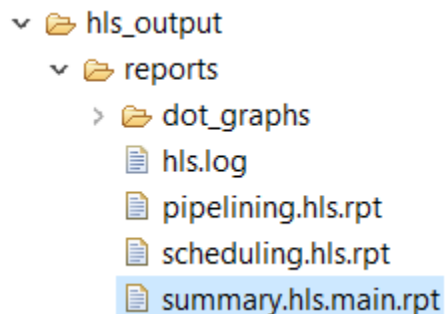 hls_output
reports
dot_graphs
hls.log
pipelining.hls.rpt
scheduling.hls.rpt
summary.hls.main.rpt